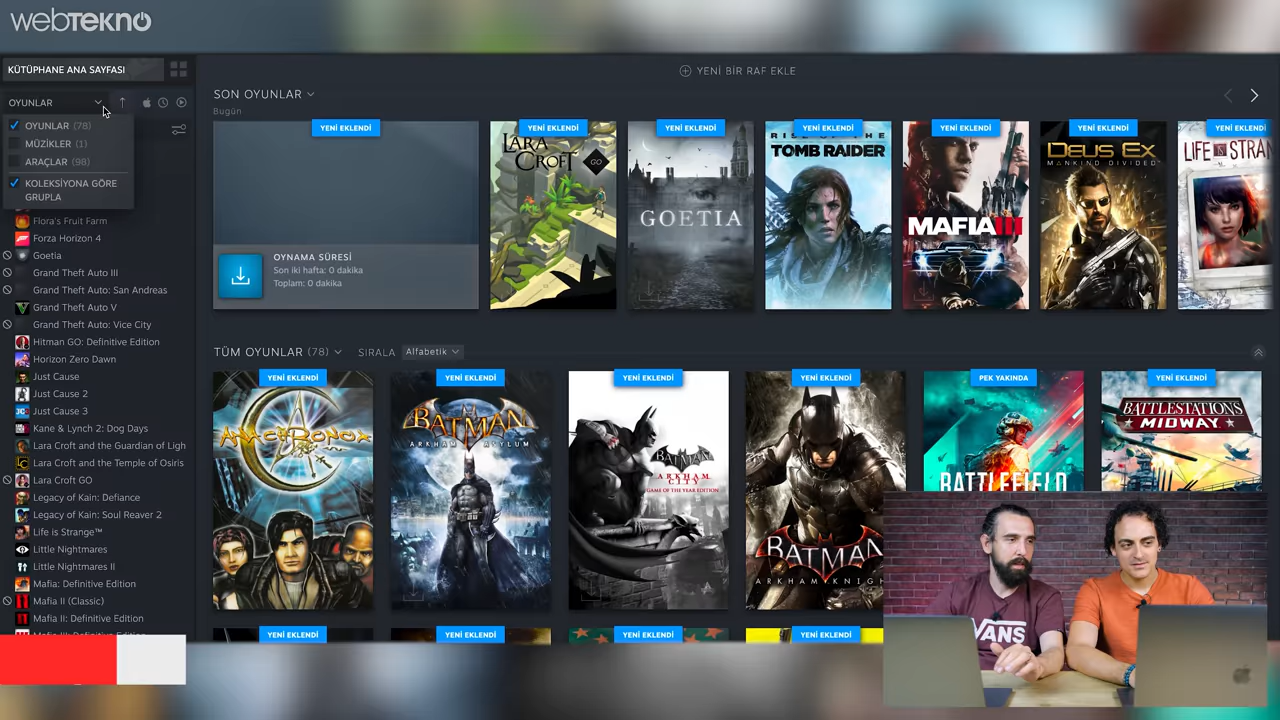 webTEKNO
KÜTÜPHANE ANA SAYFASI
OYUNLAR
OYUNLAR (78)
MÜZİKLER (1)
ARAÇLAR (98)
KOLEKSİYONA GÖRE
GRUPLA
Flora's Fruit Farm
Forza Horizon 4
Goetia
Grand Theft Auto III
Grand Theft Auto: San Andreas
Grand Theft Auto V
Grand Theft Auto: Vice City
Hitman GO: Definitive Edition
Horizon Zero Dawn
Just Cause
Just Cause 2
Just Cause 3
Kane & Lynch 2: Dog Days
Lara Croft and the Guardian of Ligh
Lara Croft and the Temple of Osiris
Lara Croft GO
Legacy of Kain: Defiance
Legacy of Kain: Soul Reaver 2
Life is Strange™
Little Nightmares
Little Nightmares II
Mafia: Definitive Edition
Mafia II (Classic)
Mafia II: Definitive Edition
Mafia III: Definitive Edition
YENİ BİR RAF EKLE
SON OYUNLAR
Bugün
YENİ EKLENDİ
OYNAMA SÜRESİ
Son iki hafta: 0 dakika
Toplam: 0 dakika
YENİ EKLENDİ
LARA CROFT GO
YENİ EKLENDİ
GOETIA
YENİ EKLENDİ
RISE OF THE
TOMB RAIDER
YENİ EKLENDİ
MAFIA III
YENİ EKLENDİ
DEUS EX
MANKIND DIVIDED
YENİ EKLENDİ
LIFE IS STRAN
TÜM OYUNLAR (78) SIRALA Alfabetik
YENİ EKLENDİ
ANACHRONOX
YENİ EKLENDİ
BATMAN
ARKHAM ASYLUM
YENİ EKLENDİ
BATMAN
ARKHAM CITY
GAME OF THE YEAR EDITION
YENİ EKLENDİ
BATMAN
ARKHAM KNIGH
PEK YAKINDA
BATTLEFIELD
YENİ EKLENDİ
BATTLESTATIONS
MIDWAY
YENİ EKLENDİ
YENİ EKLENDİ
YENİ EKLENDİ
YENİ EKLENDİ
VANS